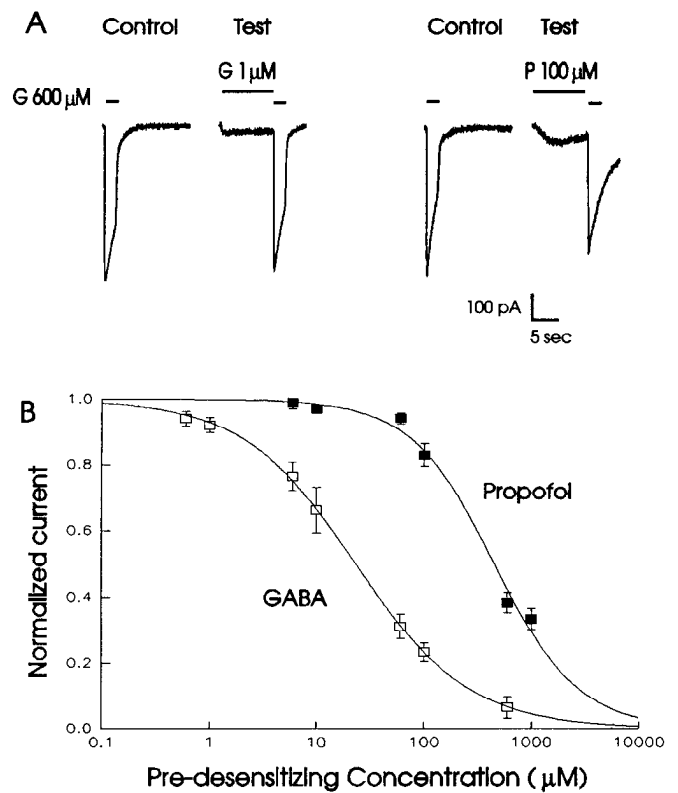 A
Control Test
Control Test
G 1 μM
P 100 μM
G 600 μM
100 pA
5 sec
B
Normalized current
1.0
0.8
0.6
0.4
0.2
0.0
Propofol
GABA
0.1 1 10 100 1000 10000
Pre-desensitizing Concentration ( μM)